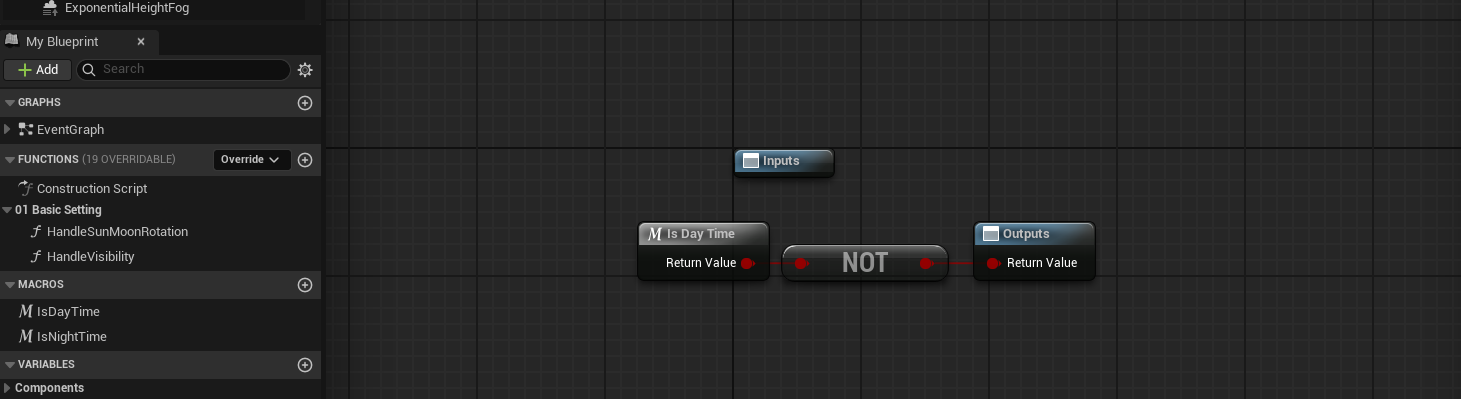 ExponentialHeightFog
My Blueprint
Add
Search
GRAPHS
EventGraph
FUNCTIONS (19 OVERRIDABLE)
Override
Construction Script
01 Basic Setting
HandleSunMoonRotation
HandleVisibility
MACROS
IsDayTime
IsNightTime
VARIABLES
Components
Inputs
Is Day Time
Return Value
NOT
Outputs
Return Value